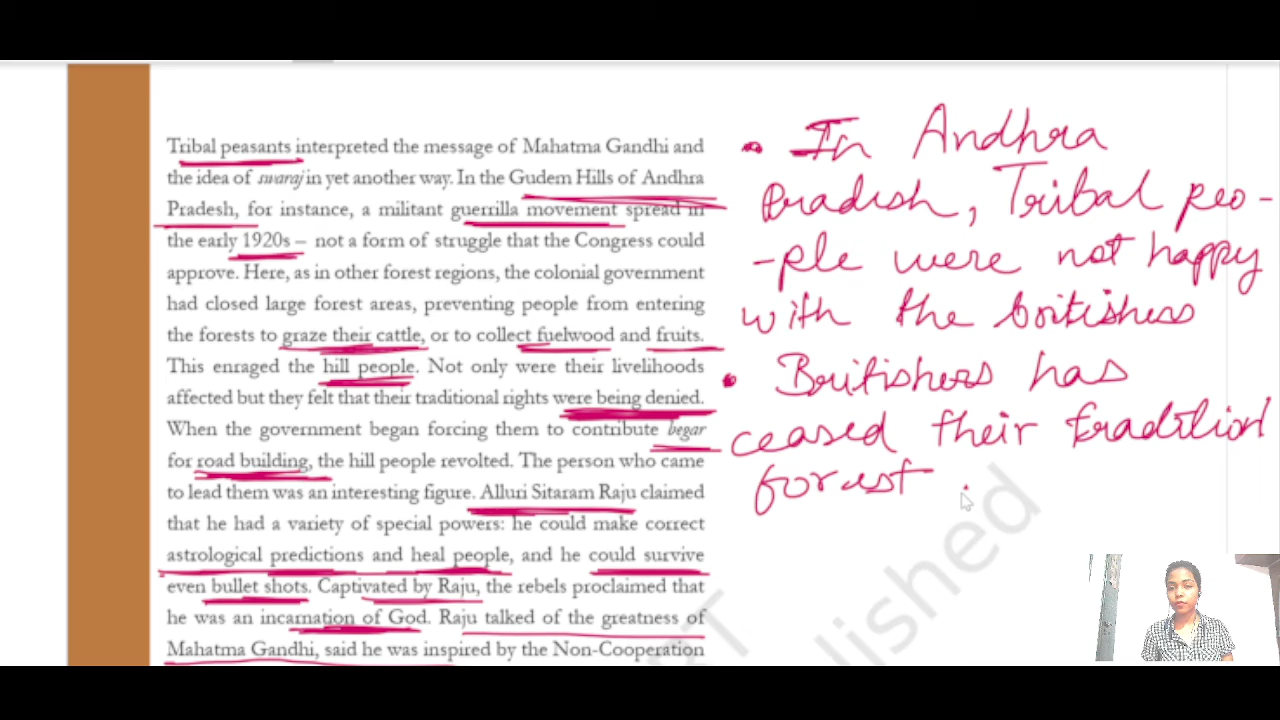 Tribal peasants interpreted the message of Mahatma Gandhi and
the idea of swaraj in yet another way. In the Gudem Hills of Andhra
Pradesh, for instance, a militant guerrilla movement spread in
the early 1920s – not a form of struggle that the Congress could
approve. Here, as in other forest regions, the colonial government
had closed large forest areas, preventing people from entering
the forests to graze their cattle, or to collect fuelwood and fruits.
This enraged the hill people. Not only were their livelihoods
affected but they felt that their traditional rights were being denied.
When the government began forcing them to contribute begar
for road building, the hill people revolted. The person who came
to lead them was an interesting figure. Alluri Sitaram Raju claimed
that he had a variety of special powers: he could make correct
astrological predictions and heal people, and he could survive
even bullet shots. Captivated by Raju, the rebels proclaimed that
he was an incarnation of God. Raju talked of the greatness of
Mahatma Gandhi, said he was inspired by the Non-Cooperation
• In Andhra
Pradesh, Tribal peo-
-ple were not happy
with the britishers
• Britishers has
ceased their tradition
forest .
lished